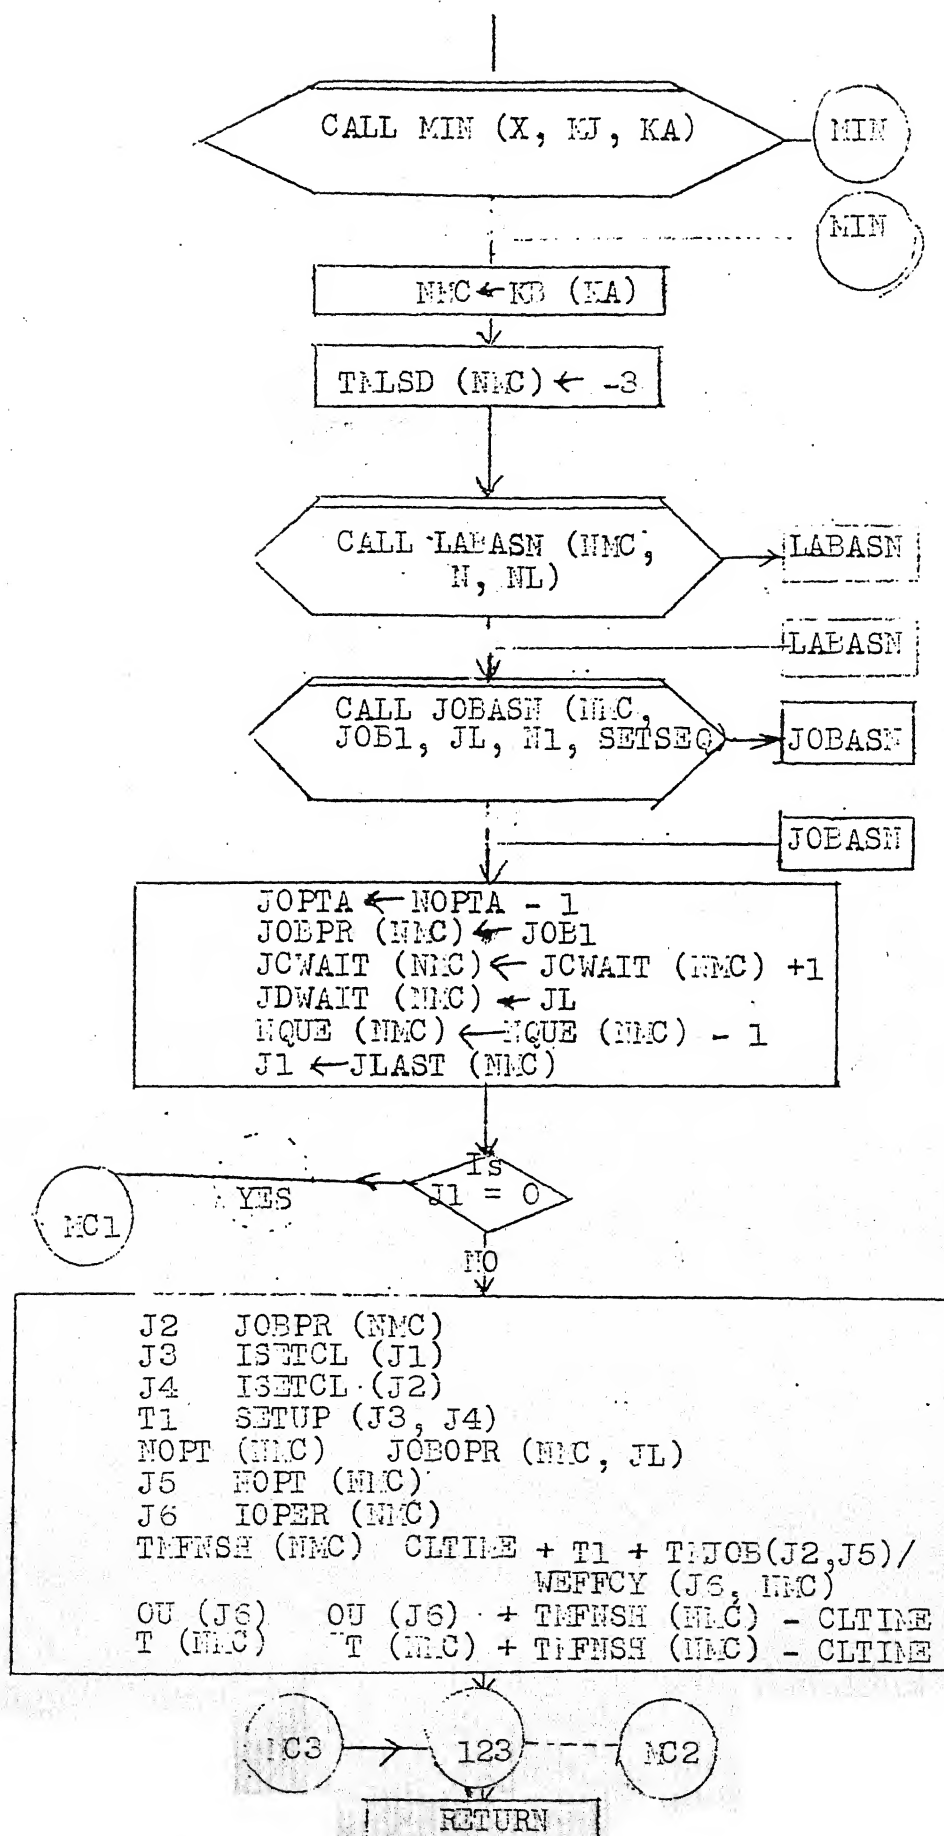 CALL MIN (X, KJ, KA)
MIN
MIN
NMC ← KB (KA)
TMLSD (NMC) ← -3
CALL LABASN (NMC,
N, NL)
LABASN
LABASN
CALL JOBASN (NMC,
JOB1, JL, N1, SETSEQ)
JOBASN
JOBASN
JOPTA ← NOPTA - 1
JOBPR (NMC) ← JOB1
JCWAIT (NMC) ← JCWAIT (NMC) +1
JDWAIT (NMC) ← JL
NQUE (NMC) ← NQUE (NMC) - 1
J1 ← JLAST (NMC)
Is
J1 = 0
YES
MC1
NO
J2 JOBPR (NMC)
J3 ISETCL (J1)
J4 ISETCL (J2)
T1 SETUP (J3, J4)
NOPT (NMC) JOBOPR (NMC, JL)
J5 NOPT (NMC)
J6 IOPER (NMC)
TMFNSH (NMC) CLTIME + T1 + TMJOB(J2,J5)/
WEFFCY (J6, NMC)
OU (J6) OU (J6) + TMFNSH (NMC) - CLTIME
T (NMC) T (NMC) + TMFNSH (NMC) - CLTIME
MC3
123
MC2
RETURN